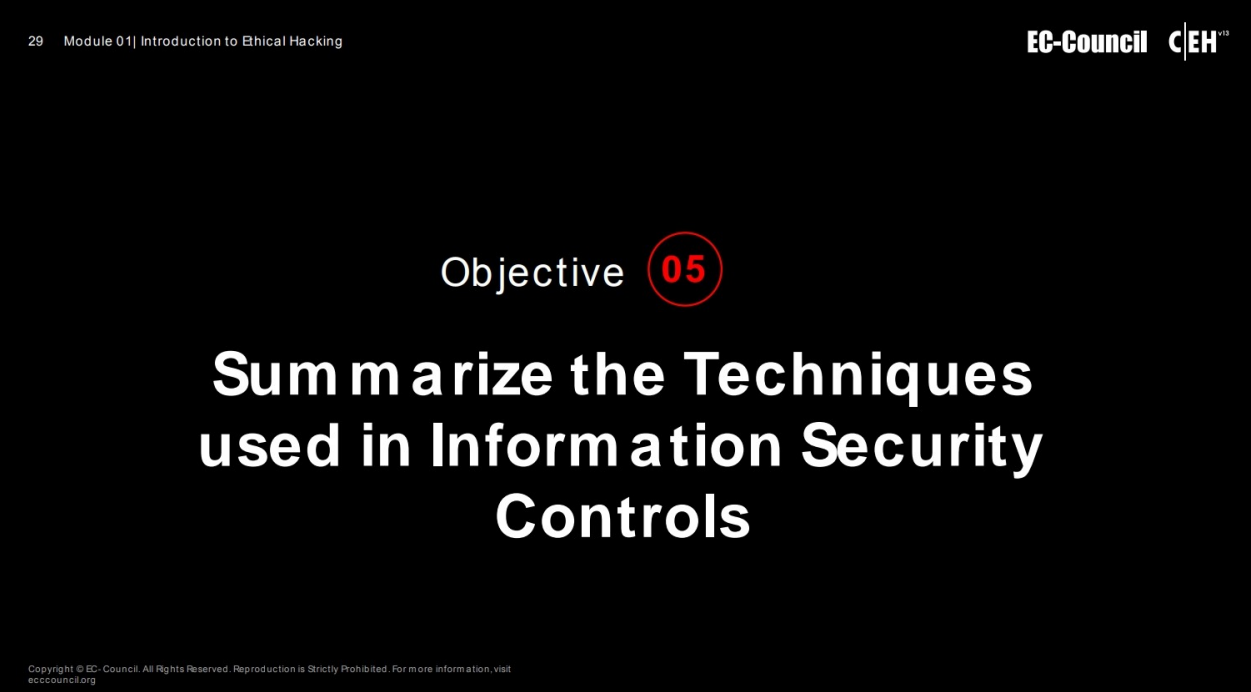 29 Module 01| Introduction to Ethical Hacking
EC-Council C|EH v13
Objective 05
Summarize the Techniques
used in Information Security
Controls
Copyright © EC- Council. All Rights Reserved. Reproduction is Strictly Prohibited. For more information, visit
ecccouncil.org